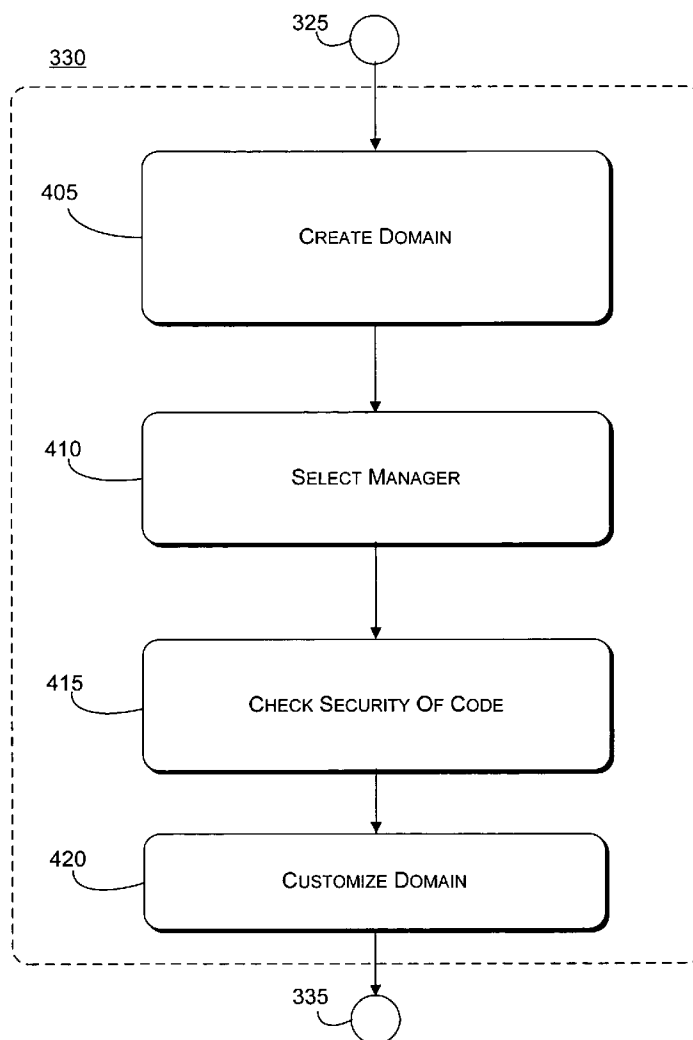 325
330
405
CREATE DOMAIN
410
SELECT MANAGER
415
CHECK SECURITY OF CODE
420
CUSTOMIZE DOMAIN
335